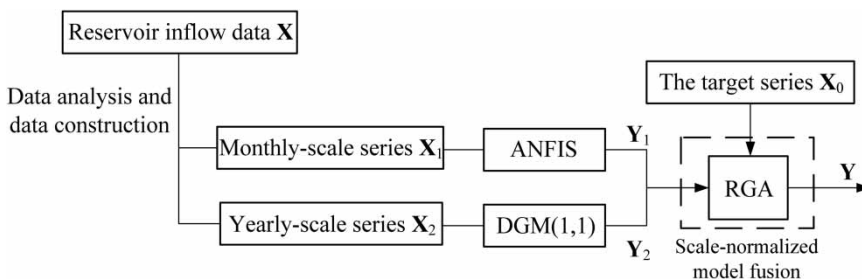 Reservoir inflow data X
Data analysis and
data construction
The target series X₀
Monthly-scale series X₁
ANFIS
Y₁
RGA
Y
Yearly-scale series X₂
DGM(1,1)
Y₂
Scale-normalized
model fusion